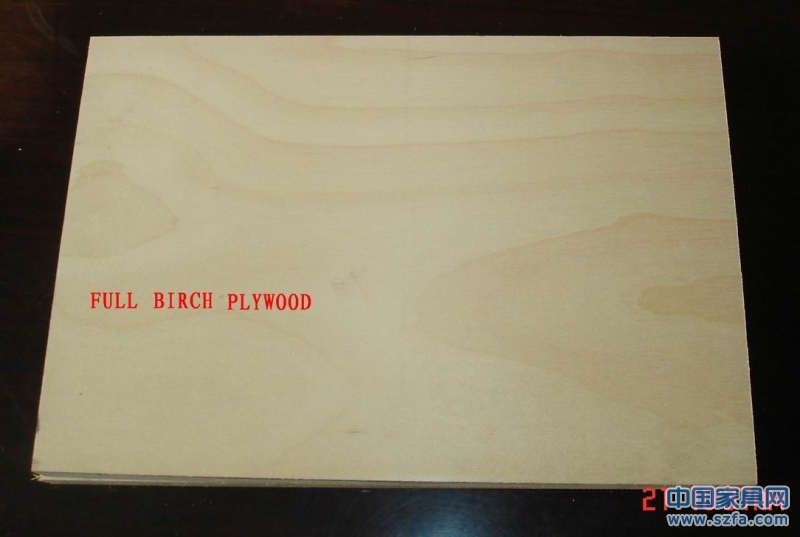 FULL BIRCH PLYWOOD
中国家具网
www.szfa.com